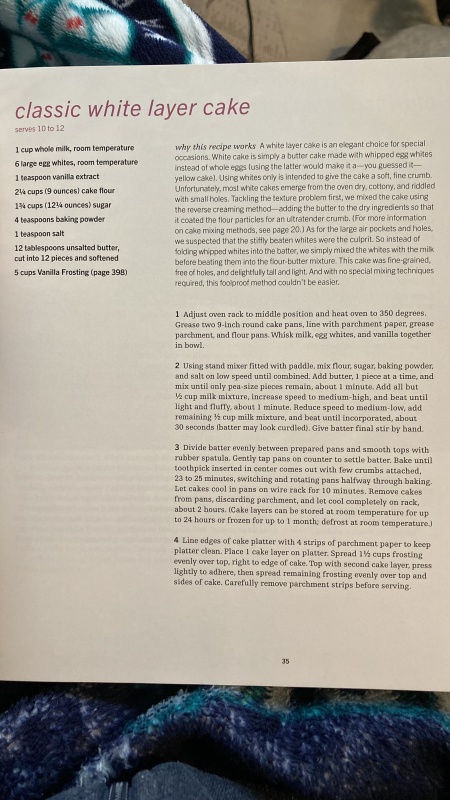 classic white layer cake
serves 10 to 12
1 cup whole milk, room temperature
6 large egg whites, room temperature
1 teaspoon vanilla extract
2¼ cups (9 ounces) cake flour
1¾ cups (12¼ ounces) sugar
4 teaspoons baking powder
1 teaspoon salt
12 tablespoons unsalted butter,
cut into 12 pieces and softened
5 cups Vanilla Frosting (page 398)
why this recipe works A white layer cake is an elegant choice for special
occasions. White cake is simply a butter cake made with whipped egg whites
instead of whole eggs (using the latter would make it a—you guessed it—
yellow cake). Using whites only is intended to give the cake a soft, fine crumb.
Unfortunately, most white cakes emerge from the oven dry, cottony, and riddled
with small holes. Tackling the texture problem first, we mixed the cake using
the reverse creaming method—adding the butter to the dry ingredients so that
it coated the flour particles for an ultratender crumb. (For more information
on cake mixing methods, see page 20.) As for the large air pockets and holes,
we suspected that the stiffly beaten whites were the culprit. So instead of
folding whipped whites into the batter, we simply mixed the whites with the milk
before beating them into the flour-butter mixture. This cake was fine-grained,
free of holes, and delightfully tall and light. And with no special mixing techniques
required, this foolproof method couldn't be easier.
1 Adjust oven rack to middle position and heat oven to 350 degrees.
Grease two 9-inch round cake pans, line with parchment paper, grease
parchment, and flour pans. Whisk milk, egg whites, and vanilla together
in bowl.
2 Using stand mixer fitted with paddle, mix flour, sugar, baking powder,
and salt on low speed until combined. Add butter, 1 piece at a time, and
mix until only pea-size pieces remain, about 1 minute. Add all but
½ cup milk mixture, increase speed to medium-high, and beat until
light and fluffy, about 1 minute. Reduce speed to medium-low, add
remaining ½ cup milk mixture, and beat until incorporated, about
30 seconds (batter may look curdled). Give batter final stir by hand.
3 Divide batter evenly between prepared pans and smooth tops with
rubber spatula. Gently tap pans on counter to settle batter. Bake until
toothpick inserted in center comes out with few crumbs attached,
23 to 25 minutes, switching and rotating pans halfway through baking.
Let cakes cool in pans on wire rack for 10 minutes. Remove cakes
from pans, discarding parchment, and let cool completely on rack,
about 2 hours. (Cake layers can be stored at room temperature for up
to 24 hours or frozen for up to 1 month; defrost at room temperature.)
4 Line edges of cake platter with 4 strips of parchment paper to keep
platter clean. Place 1 cake layer on platter. Spread 1½ cups frosting
evenly over top, right to edge of cake. Top with second cake layer, press
lightly to adhere, then spread remaining frosting evenly over top and
sides of cake. Carefully remove parchment strips before serving.
35